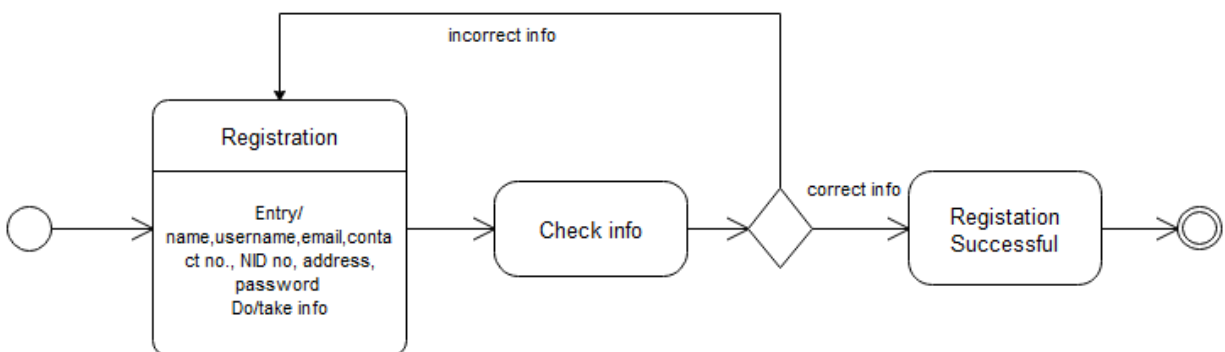 incorrect info
Registration
Entry/
name,username,email,conta
ct no., NID no, address,
password
Do/take info
Check info
correct info
Registation
Successful